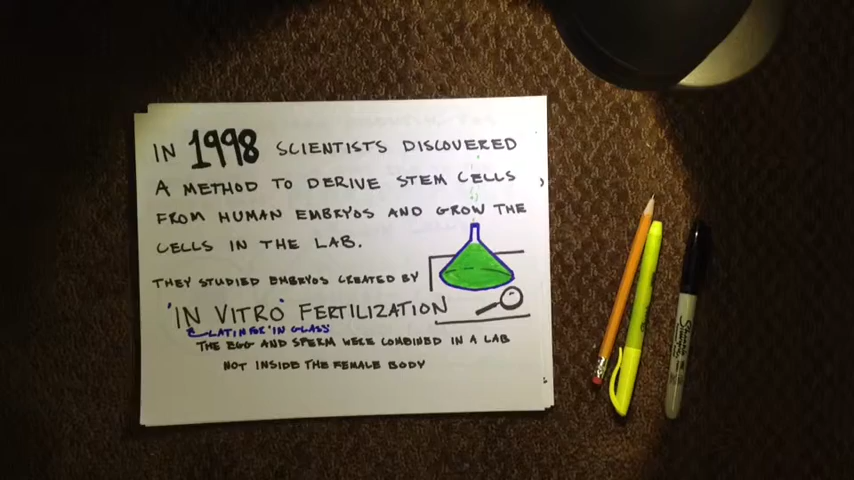 IN 1998 SCIENTISTS DISCOVERED
A METHOD TO DERIVE STEM CELLS
FROM HUMAN EMBRYOS AND GROW THE
CELLS IN THE LAB.
THEY STUDIED EMBRYOS CREATED BY
'IN VITRO' FERTILIZATION
LATIN FOR 'IN GLASS'
THE EGG AND SPERM WERE COMBINED IN A LAB
NOT INSIDE THE FEMALE BODY
Sharpie